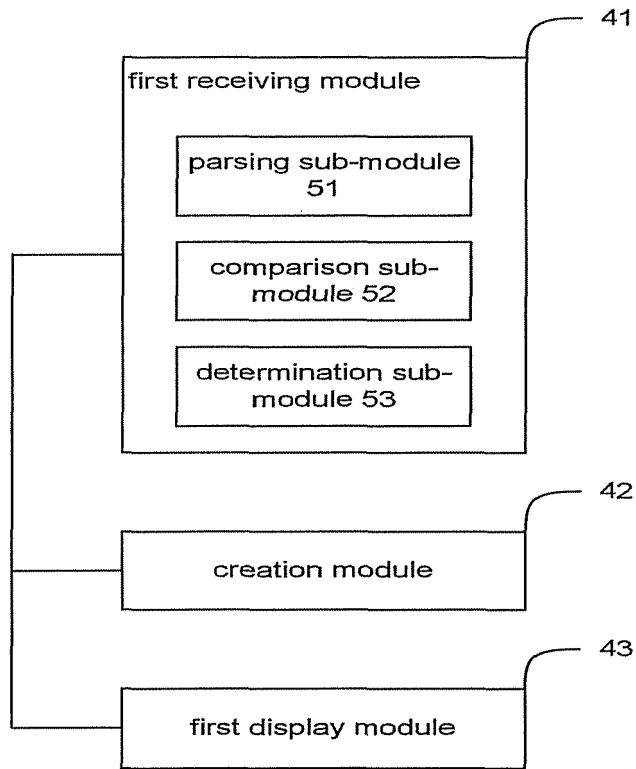 41
first receiving module
parsing sub-module
51
comparison sub-
module 52
determination sub-
module 53
42
creation module
43
first display module